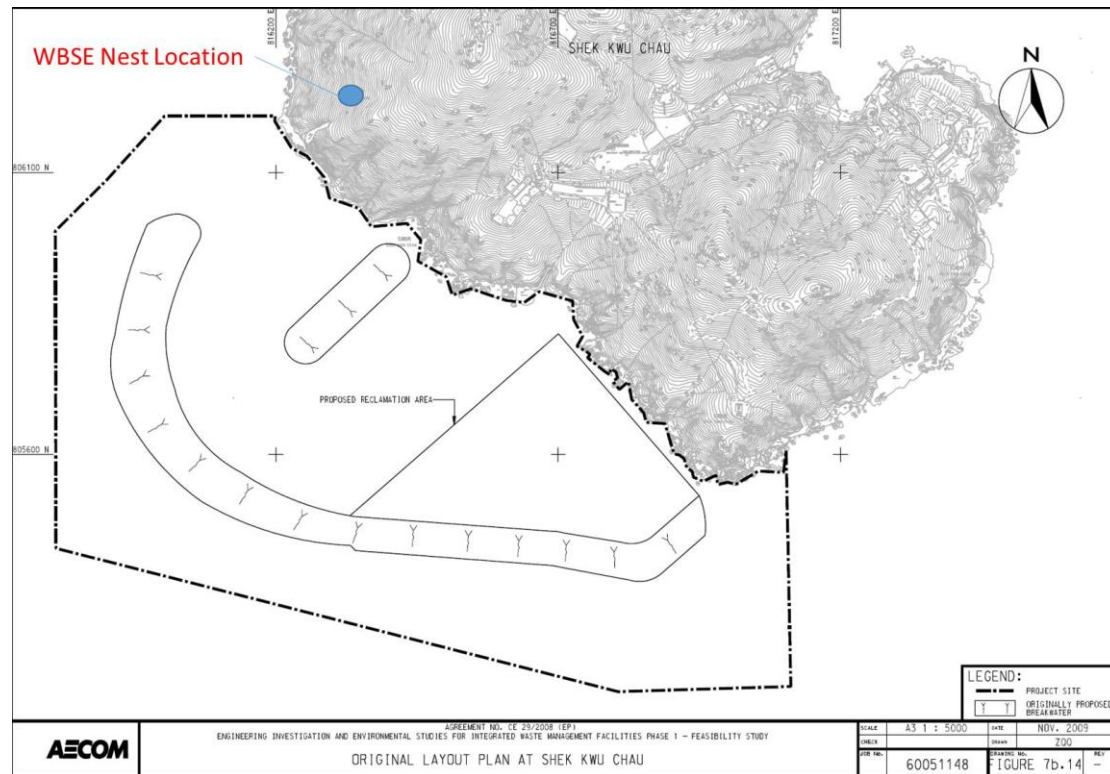 816200 E
816700 E
817200 E
SHEK KWU CHAU
WBSE Nest Location
N
806100 N
PROPOSED RECLAMATION AREA
805600 N
LEGEND:
PROJECT SITE
ORIGINALLY PROPOSED
BREAKWATER
AECOM
AGREEMENT NO. CE 29/2008 (EP)
ENGINEERING INVESTIGATION AND ENVIRONMENTAL STUDIES FOR INTEGRATED WASTE MANAGEMENT FACILITIES PHASE 1 - FEASIBILITY STUDY
ORIGINAL LAYOUT PLAN AT SHEK KWU CHAU
SCALE A3 1 : 5000 DATE NOV. 2009
CHECK DRAWN ZOO
JOB No. 60051148 DRAWING No. FIGURE 7b.14 REV -